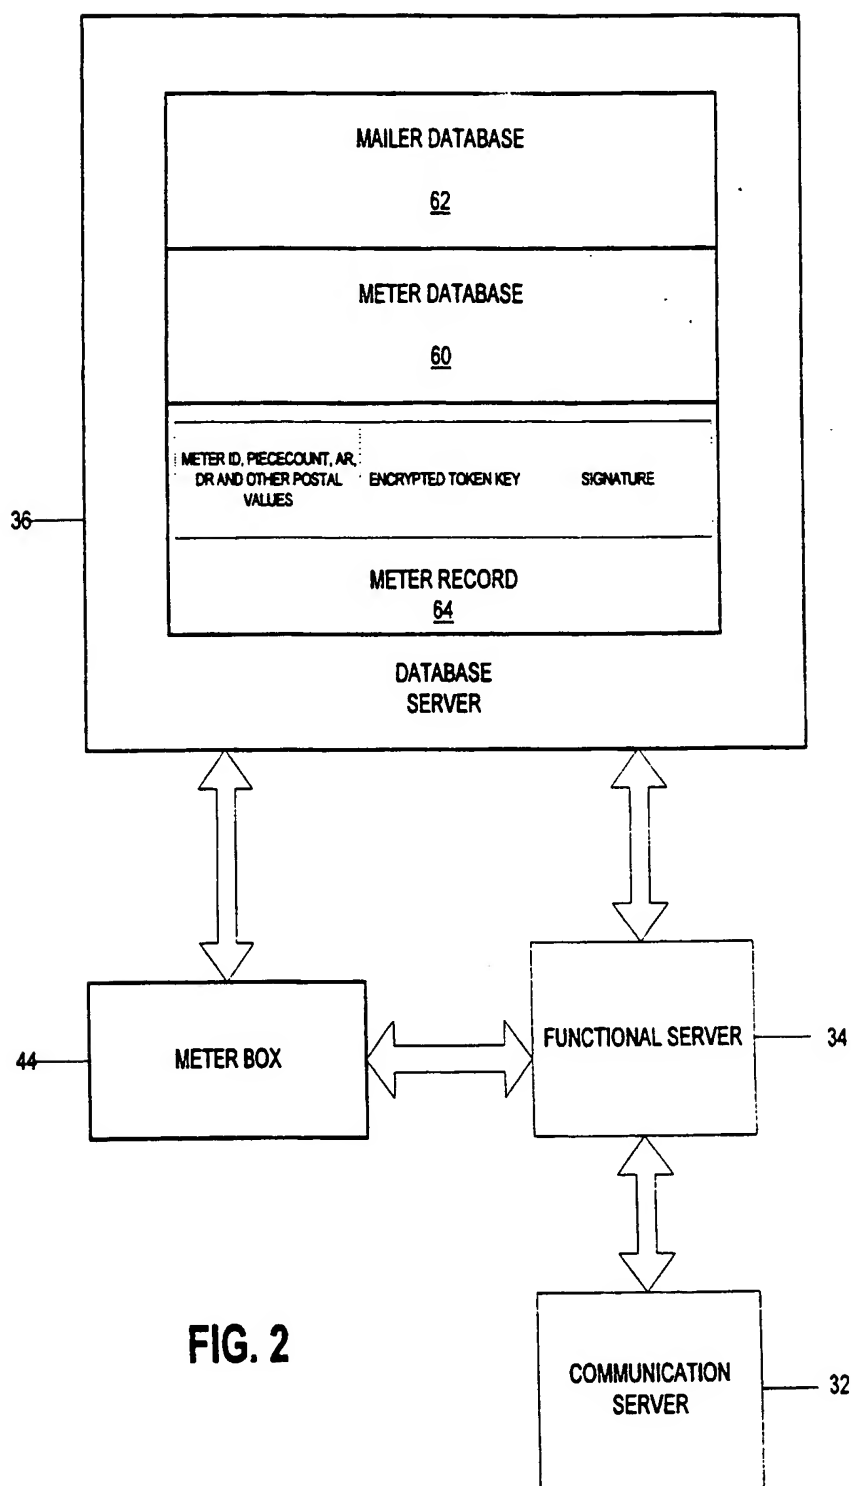 MAILER DATABASE
62
METER DATABASE
60
METER ID, PIECECOUNT, AR,
DR AND OTHER POSTAL
VALUES
ENCRYPTED TOKEN KEY
SIGNATURE
METER RECORD
64
DATABASE
SERVER
36
44
METER BOX
FUNCTIONAL SERVER
34
FIG. 2
COMMUNICATION
SERVER
32